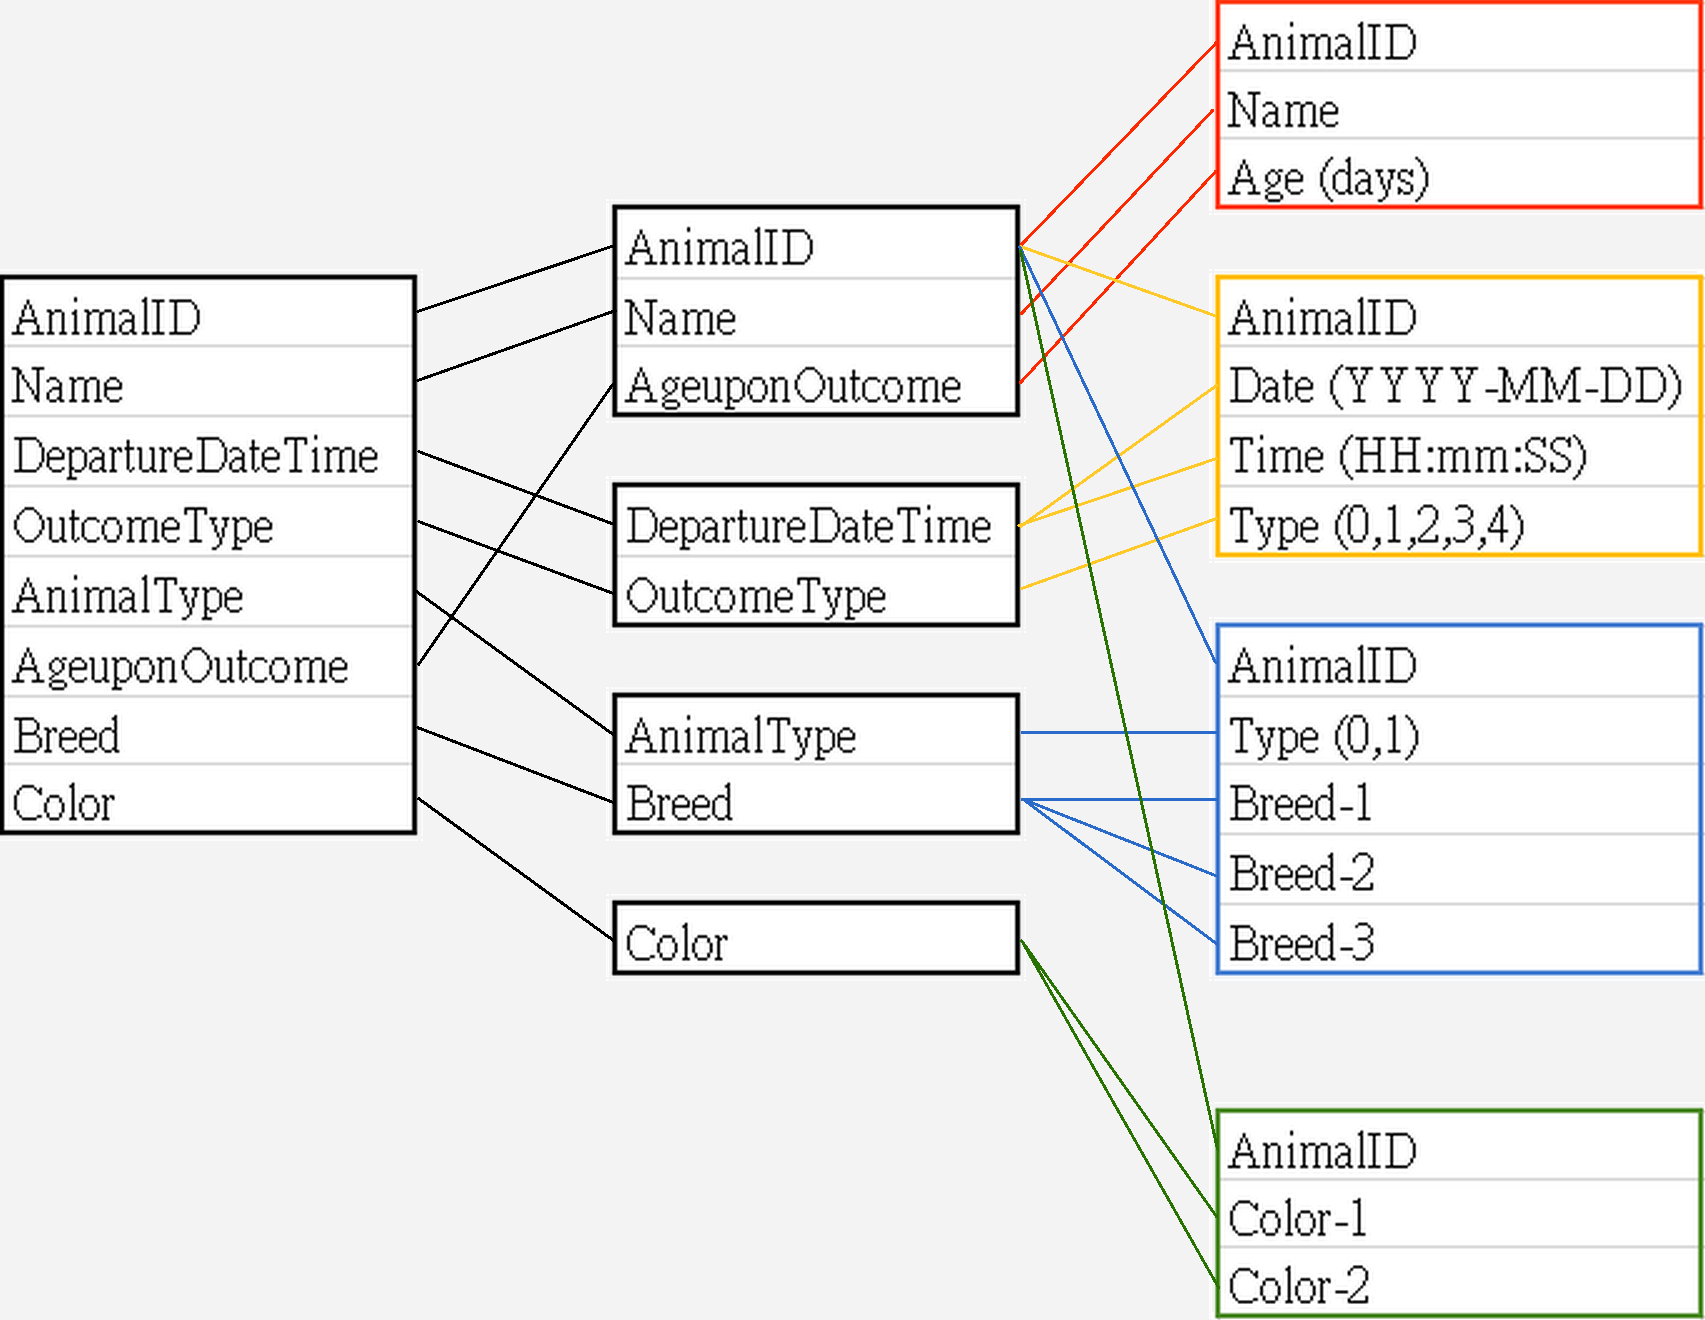 AnimalID
Name
DepartureDateTime
OutcomeType
AnimalType
AgeuponOutcome
Breed
Color
AnimalID
Name
AgeuponOutcome
DepartureDateTime
OutcomeType
AnimalType
Breed
Color
AnimalID
Name
Age (days)
AnimalID
Date (YYYY-MM-DD)
Time (HH:mm:SS)
Type (0,1,2,3,4)
AnimalID
Type (0,1)
Breed-1
Breed-2
Breed-3
AnimalID
Color-1
Color-2